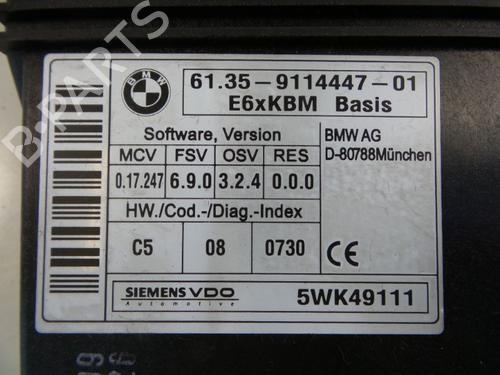 BMW
61.35-9114447-01
E6xKBM Basis
Software, Version
BMW AG
D-80788München
MCV FSV OSV RES
0.17.247 6.9.0 3.2.4 0.0.0
HW./Cod.-/Diag.-Index
C5 08 0730
CE
SIEMENS VDO
Automotive
5WK49111
B-PARTS